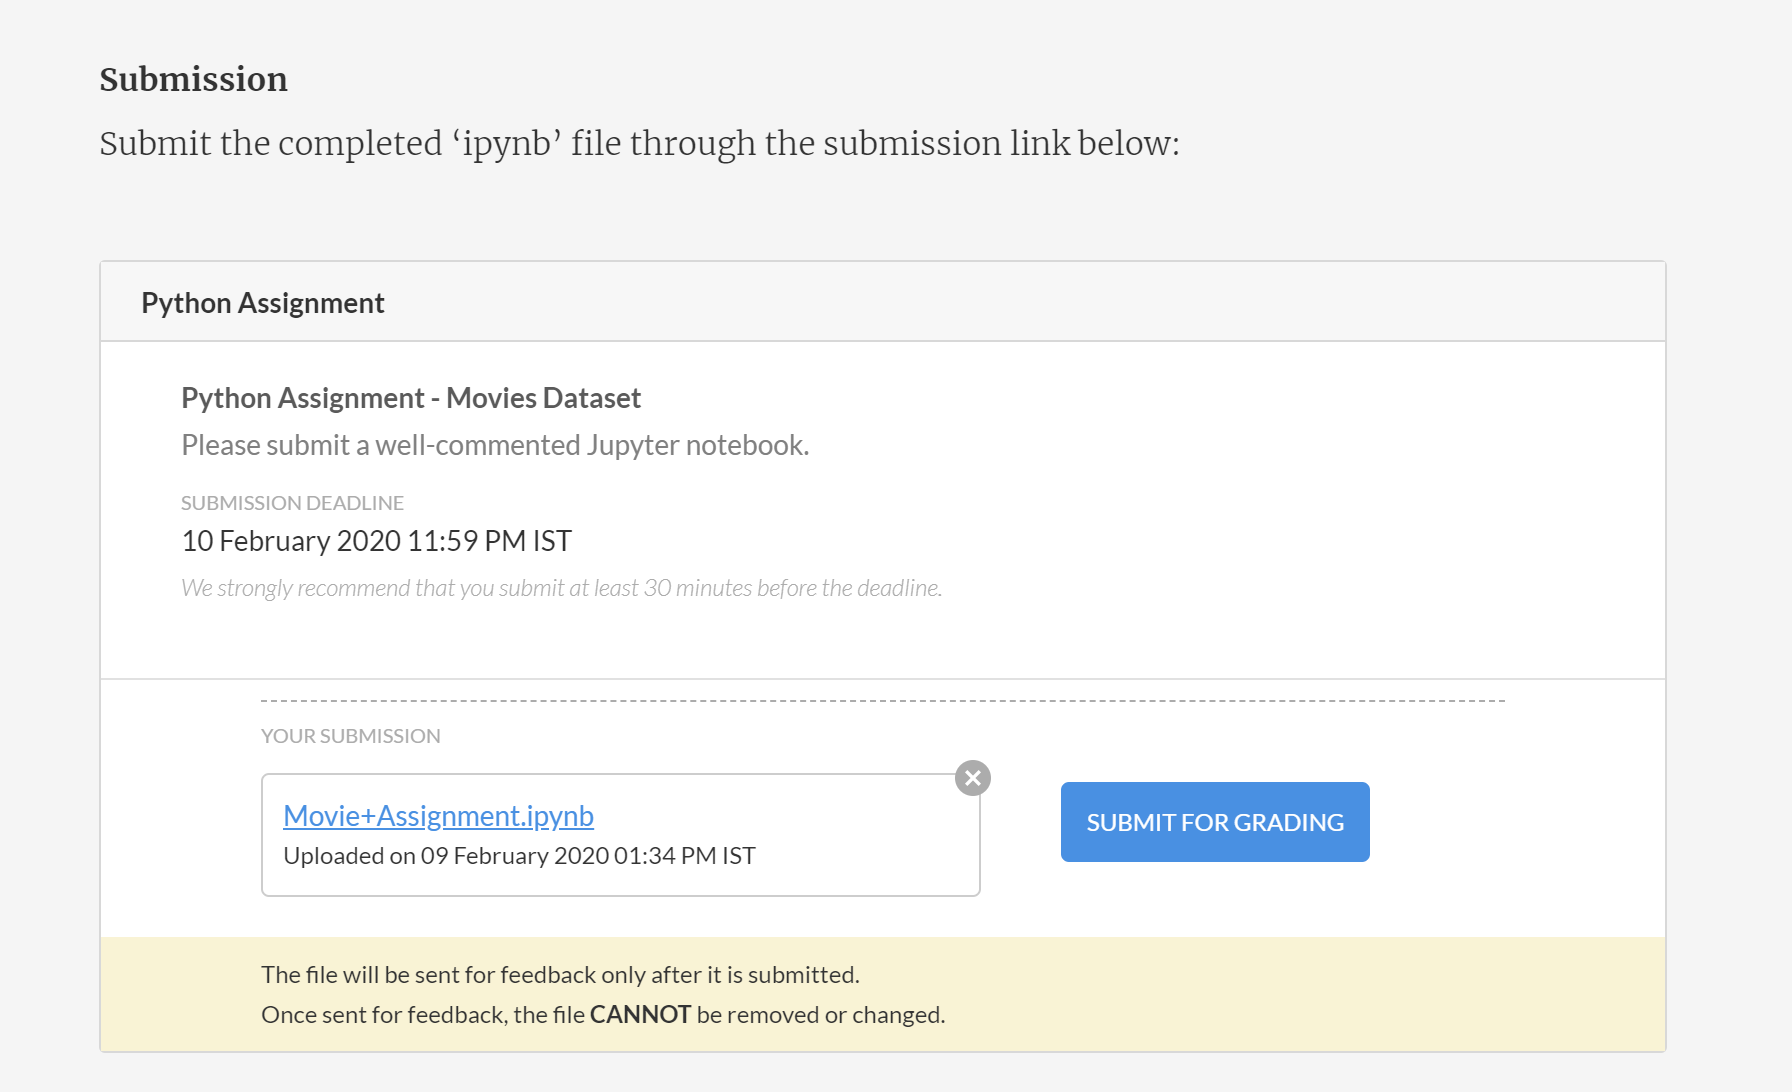 Submission
Submit the completed ‘ipynb’ file through the submission link below:
Python Assignment
Python Assignment - Movies Dataset
Please submit a well-commented Jupyter notebook.
SUBMISSION DEADLINE
10 February 2020 11:59 PM IST
We strongly recommend that you submit at least 30 minutes before the deadline.
YOUR SUBMISSION
Movie+Assignment.ipynb
Uploaded on 09 February 2020 01:34 PM IST
SUBMIT FOR GRADING
The file will be sent for feedback only after it is submitted.
Once sent for feedback, the file CANNOT be removed or changed.